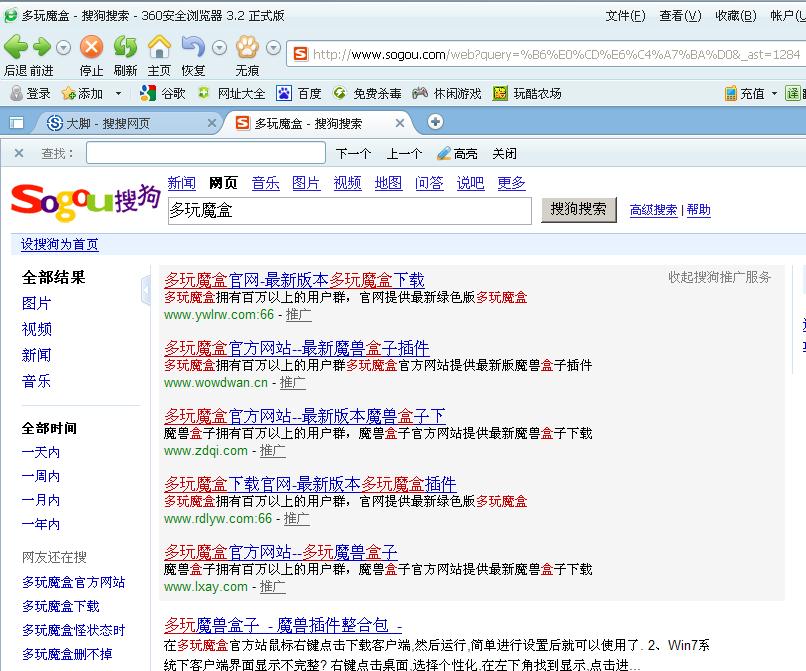 多玩魔盒 - 搜狗搜索 - 360安全浏览器 3.2 正式版
文件(F) 查看(V) 收藏(B) 帐户(U
后退 前进 停止 刷新 主页 恢复 无痕
http://www.sogou.com/web?query=%B6%E0%CD%E6%C4%A7%BA%D0&_ast=1284
登录 添加 谷歌 网址大全 百度 免费杀毒 休闲游戏 玩酷农场 充值 译
大脚 - 搜搜网页 多玩魔盒 - 搜狗搜索
查找： 下一个 上一个 高亮 关闭
Sogou搜狗
新闻 网页 音乐 图片 视频 地图 问答 说吧 更多
多玩魔盒 搜狗搜索 高级搜索 | 帮助
设搜狗为首页
全部结果
图片
视频
新闻
音乐
全部时间
一天内
一周内
一月内
一年内
网友还在搜
多玩魔盒官方网站
多玩魔盒下载
多玩魔盒怪状态时
多玩魔盒删不掉
收起搜狗推广服务
多玩魔盒官网-最新版本多玩魔盒下载
多玩魔盒拥有百万以上的用户群，官网提供最新绿色版多玩魔盒
www.ywlrw.com:66 - 推广
多玩魔盒官方网站--最新魔兽盒子插件
多玩魔盒拥有百万以上的用户群多玩魔盒官方网站提供最新版魔兽盒子插件
www.wowdwan.cn - 推广
多玩魔盒官方网站--最新版本魔兽盒子下
魔兽盒子拥有百万以上的用户群，魔兽盒子官方网站提供最新魔兽盒子下载
www.zdqi.com - 推广
多玩魔盒下载官网-最新版本多玩魔盒插件
多玩魔盒拥有百万以上的用户群，官网提供最新绿色版多玩魔盒
www.rdlyw.com:66 - 推广
多玩魔盒官方网站--多玩魔兽盒子
魔兽盒子拥有百万以上的用户群，魔兽盒子官方网站提供最新魔兽盒子下载
www.lxay.com - 推广
多玩魔兽盒子 - 魔兽插件整合包 -
在多玩魔盒官方站鼠标右键点击下载客户端,然后运行,简单进行设置后就可以使用了. 2、Win7系
统下客户端界面显示不完整? 右键点击桌面,选择个性化,在左下角找到显示,点击进...